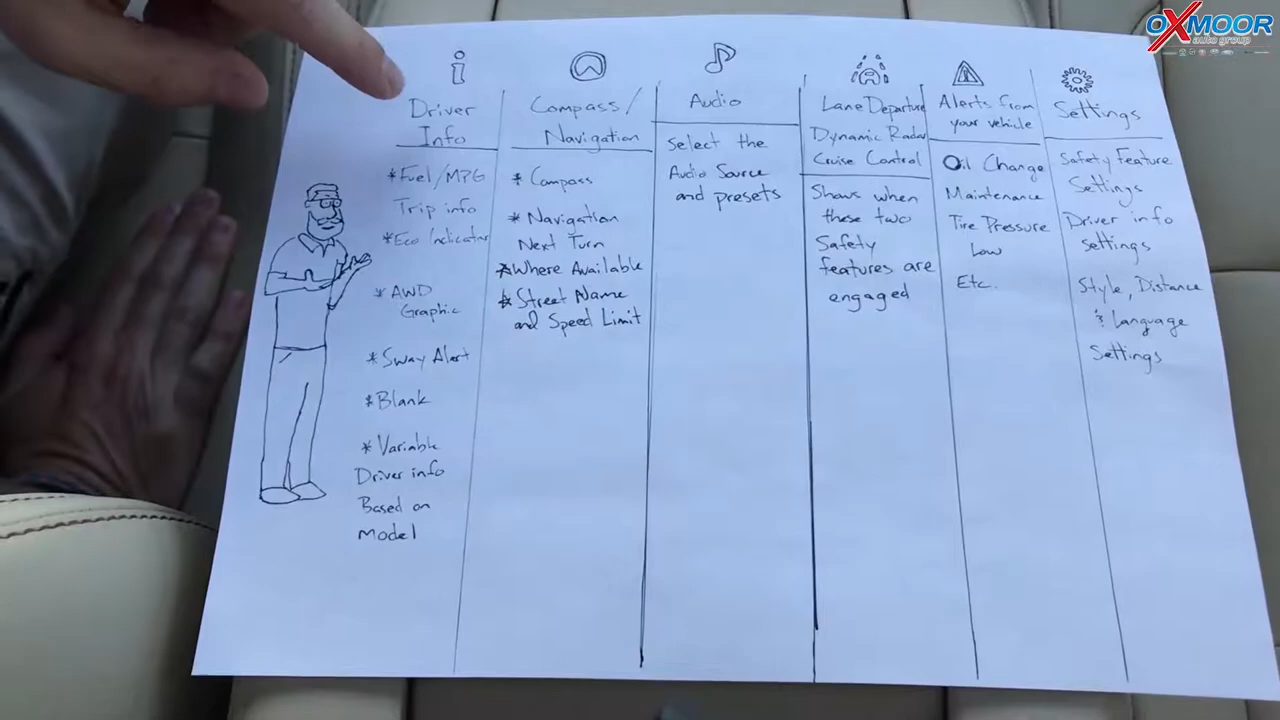 OXMOOR
auto group
i
Driver
Info
*Fuel/MPG
Trip info
*Eco Indicator
*AWD
Graphic
*Sway Alert
*Blank
*Variable
Driver info
Based on
Model
Compass/
Navigation
*Compass
*Navigation
Next Turn
*Where Available
*Street Name
and Speed Limit
Audio
Select the
Audio Source
and presets
Lane Departure
Dynamic Radar
Cruise Control
Shows when
these two
Safety
features are
engaged
Alerts from
your vehicle
Oil Change
Maintenance
Tire Pressure
Low
Etc.
Settings
Safety Feature
Settings
Driver info
settings
Style, Distance
& Language
Settings